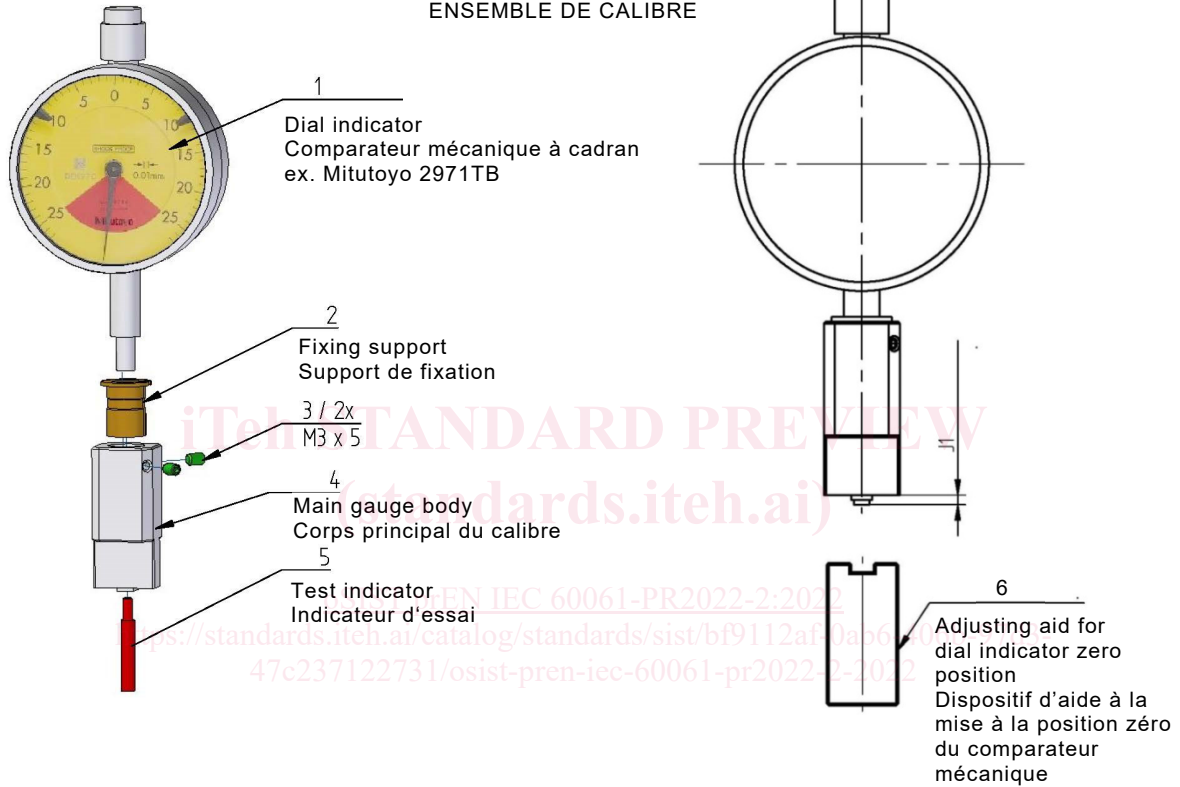 ENSEMBLE DE CALIBRE
5 0 5
10 10
15 15
0.01mm
20 20
25 25
Mitutoyo
1
Dial indicator
Comparateur mécanique à cadran
ex. Mitutoyo 2971TB
2
Fixing support
Support de fixation
3 / 2x
M3 x 5
4
Main gauge body
Corps principal du calibre
5
Test indicator
Indicateur d‘essai
J1
6
Adjusting aid for
dial indicator zero
position
Dispositif d’aide à la
mise à la position zéro
du comparateur
mécanique
iTeh STANDARD PREVIEW
(standards.iteh.ai)
EN IEC 60061-PR2022-2:2022
https://standards.iteh.ai/catalog/standards/sist/bf9112af-0ab6-
47c237122731/osist-pren-iec-60061-pr2022-2-2022